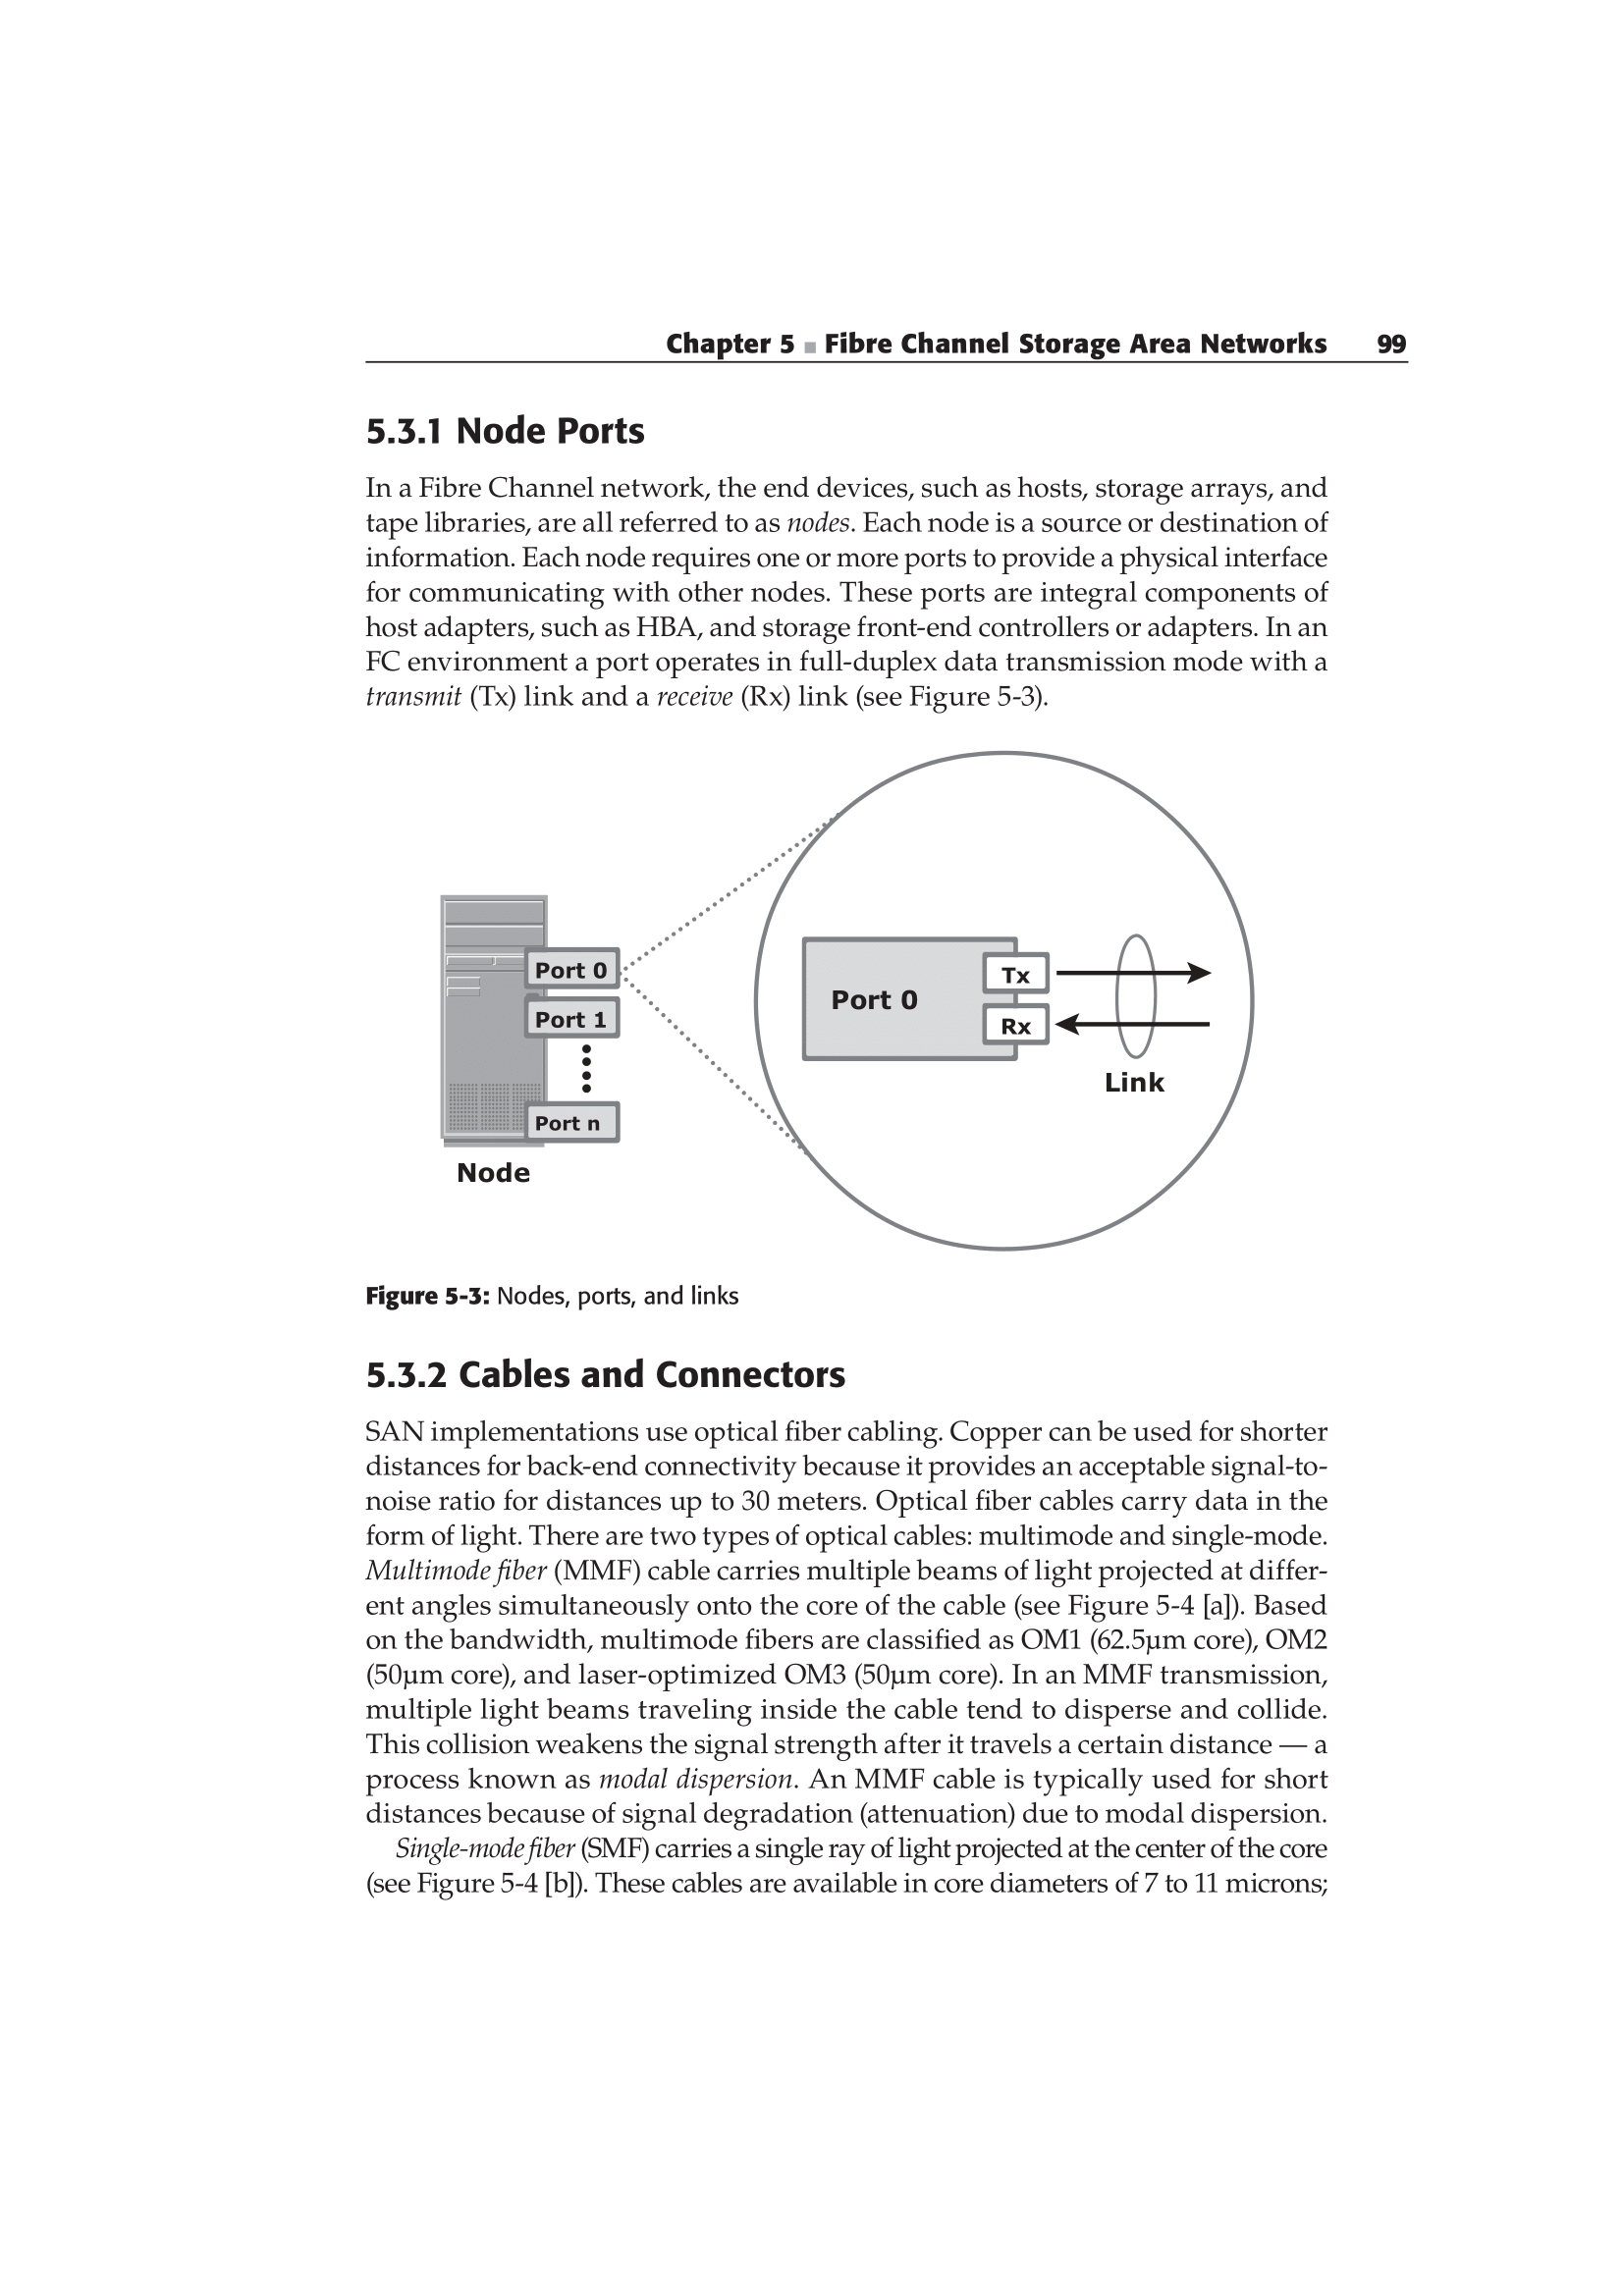 Chapter 5 ■ Fibre Channel Storage Area Networks 99
5.3.1 Node Ports
In a Fibre Channel network, the end devices, such as hosts, storage arrays, and
tape libraries, are all referred to as nodes. Each node is a source or destination of
information. Each node requires one or more ports to provide a physical interface
for communicating with other nodes. These ports are integral components of
host adapters, such as HBA, and storage front-end controllers or adapters. In an
FC environment a port operates in full-duplex data transmission mode with a
transmit (Tx) link and a receive (Rx) link (see Figure 5-3).
Port 0
Port 1
Port n
Node
Port 0
Tx
Rx
Link
Figure 5-3: Nodes, ports, and links
5.3.2 Cables and Connectors
SAN implementations use optical fiber cabling. Copper can be used for shorter
distances for back-end connectivity because it provides an acceptable signal-to-
noise ratio for distances up to 30 meters. Optical fiber cables carry data in the
form of light. There are two types of optical cables: multimode and single-mode.
Multimode fiber (MMF) cable carries multiple beams of light projected at differ-
ent angles simultaneously onto the core of the cable (see Figure 5-4 [a]). Based
on the bandwidth, multimode fibers are classified as OM1 (62.5μm core), OM2
(50μm core), and laser-optimized OM3 (50μm core). In an MMF transmission,
multiple light beams traveling inside the cable tend to disperse and collide.
This collision weakens the signal strength after it travels a certain distance — a
process known as modal dispersion. An MMF cable is typically used for short
distances because of signal degradation (attenuation) due to modal dispersion.
Single-mode fiber (SMF) carries a single ray of light projected at the center of the core
(see Figure 5-4 [b]). These cables are available in core diameters of 7 to 11 microns;